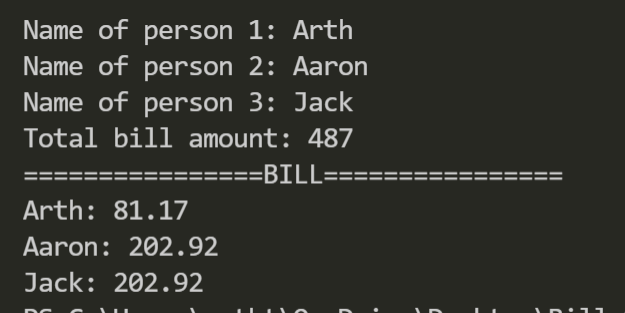 Name of person 1: Arth
Name of person 2: Aaron
Name of person 3: Jack
Total bill amount: 487
================BILL================
Arth: 81.17
Aaron: 202.92
Jack: 202.92